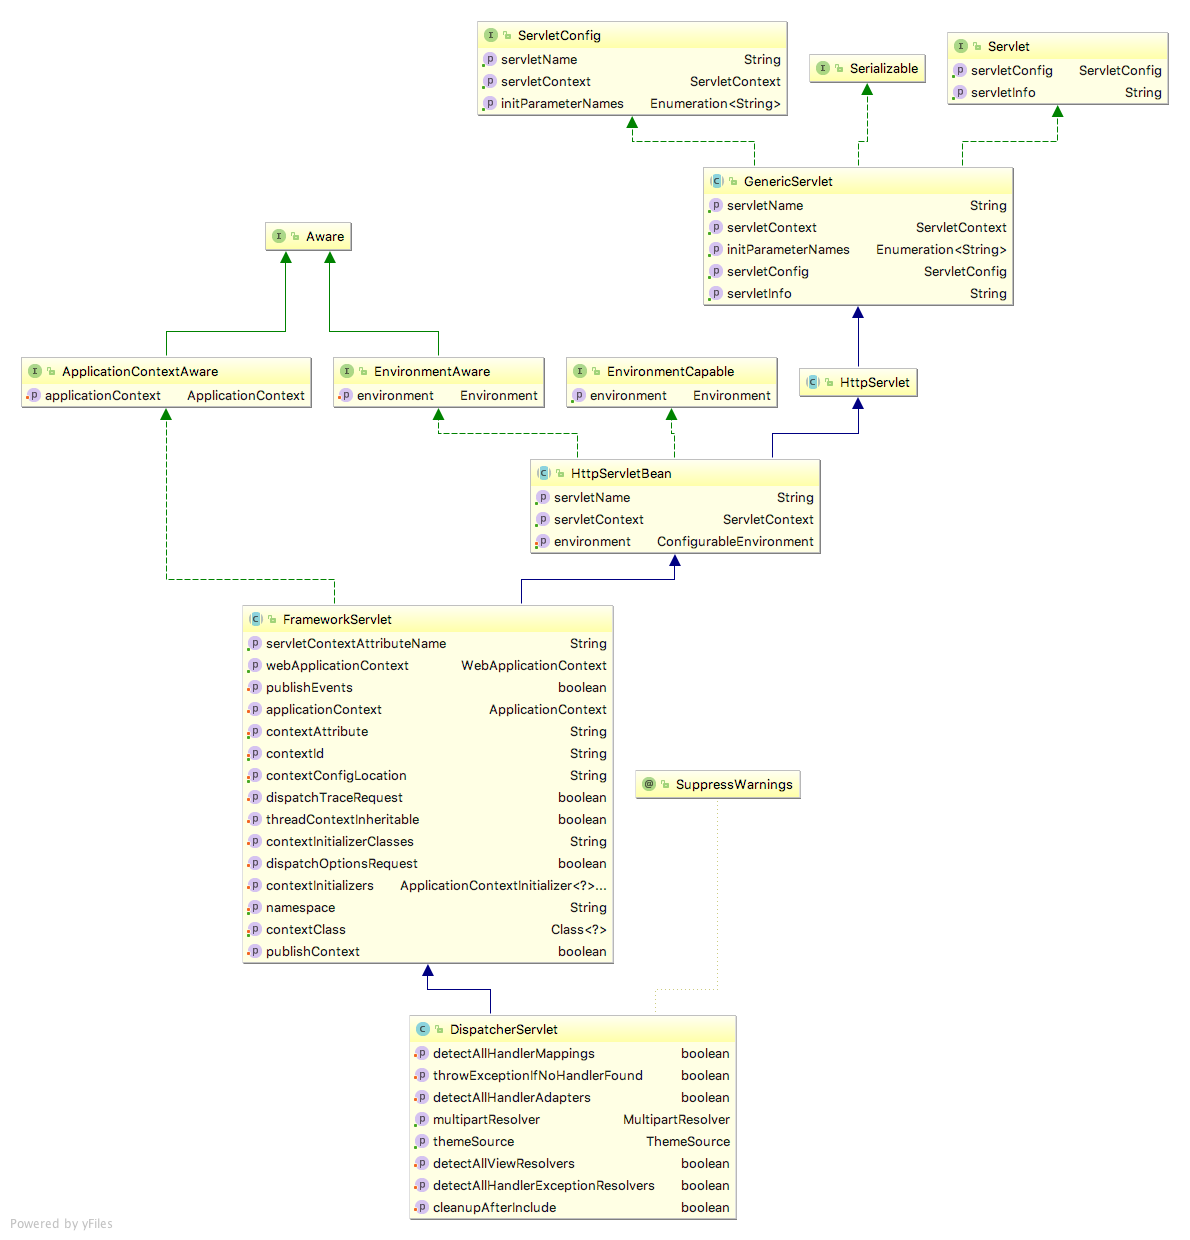 I ServletConfig
p servletName String
p servletContext ServletContext
p initParameterNames Enumeration<String>
I Serializable
I Servlet
p servletConfig ServletConfig
p servletInfo String
C GenericServlet
p servletName String
p servletContext ServletContext
p initParameterNames Enumeration<String>
p servletConfig ServletConfig
p servletInfo String
I Aware
I ApplicationContextAware
p applicationContext ApplicationContext
I EnvironmentAware
p environment Environment
I EnvironmentCapable
p environment Environment
C HttpServlet
C HttpServletBean
p servletName String
p servletContext ServletContext
p environment ConfigurableEnvironment
C FrameworkServlet
p servletContextAttributeName String
p webApplicationContext WebApplicationContext
p publishEvents boolean
p applicationContext ApplicationContext
p contextAttribute String
p contextId String
p contextConfigLocation String
p dispatchTraceRequest boolean
p threadContextInheritable boolean
p contextInitializerClasses String
p dispatchOptionsRequest boolean
p contextInitializers ApplicationContextInitializer<?>...
p namespace String
p contextClass Class<?>
p publishContext boolean
@ SuppressWarnings
C DispatcherServlet
p detectAllHandlerMappings boolean
p throwExceptionIfNoHandlerFound boolean
p detectAllHandlerAdapters boolean
p multipartResolver MultipartResolver
p themeSource ThemeSource
p detectAllViewResolvers boolean
p detectAllHandlerExceptionResolvers boolean
p cleanupAfterInclude boolean
Powered by yFiles